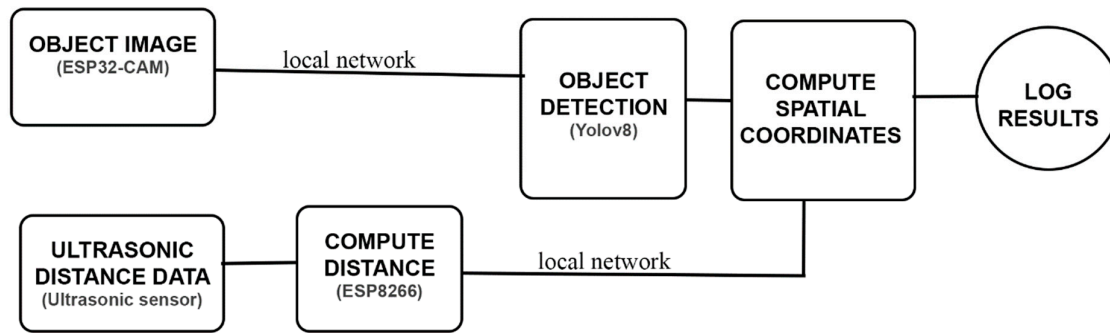 OBJECT IMAGE
(ESP32-CAM)
local network
OBJECT
DETECTION
(Yolov8)
COMPUTE
SPATIAL
COORDINATES
LOG
RESULTS
ULTRASONIC
DISTANCE DATA
(Ultrasonic sensor)
COMPUTE
DISTANCE
(ESP8266)
local network